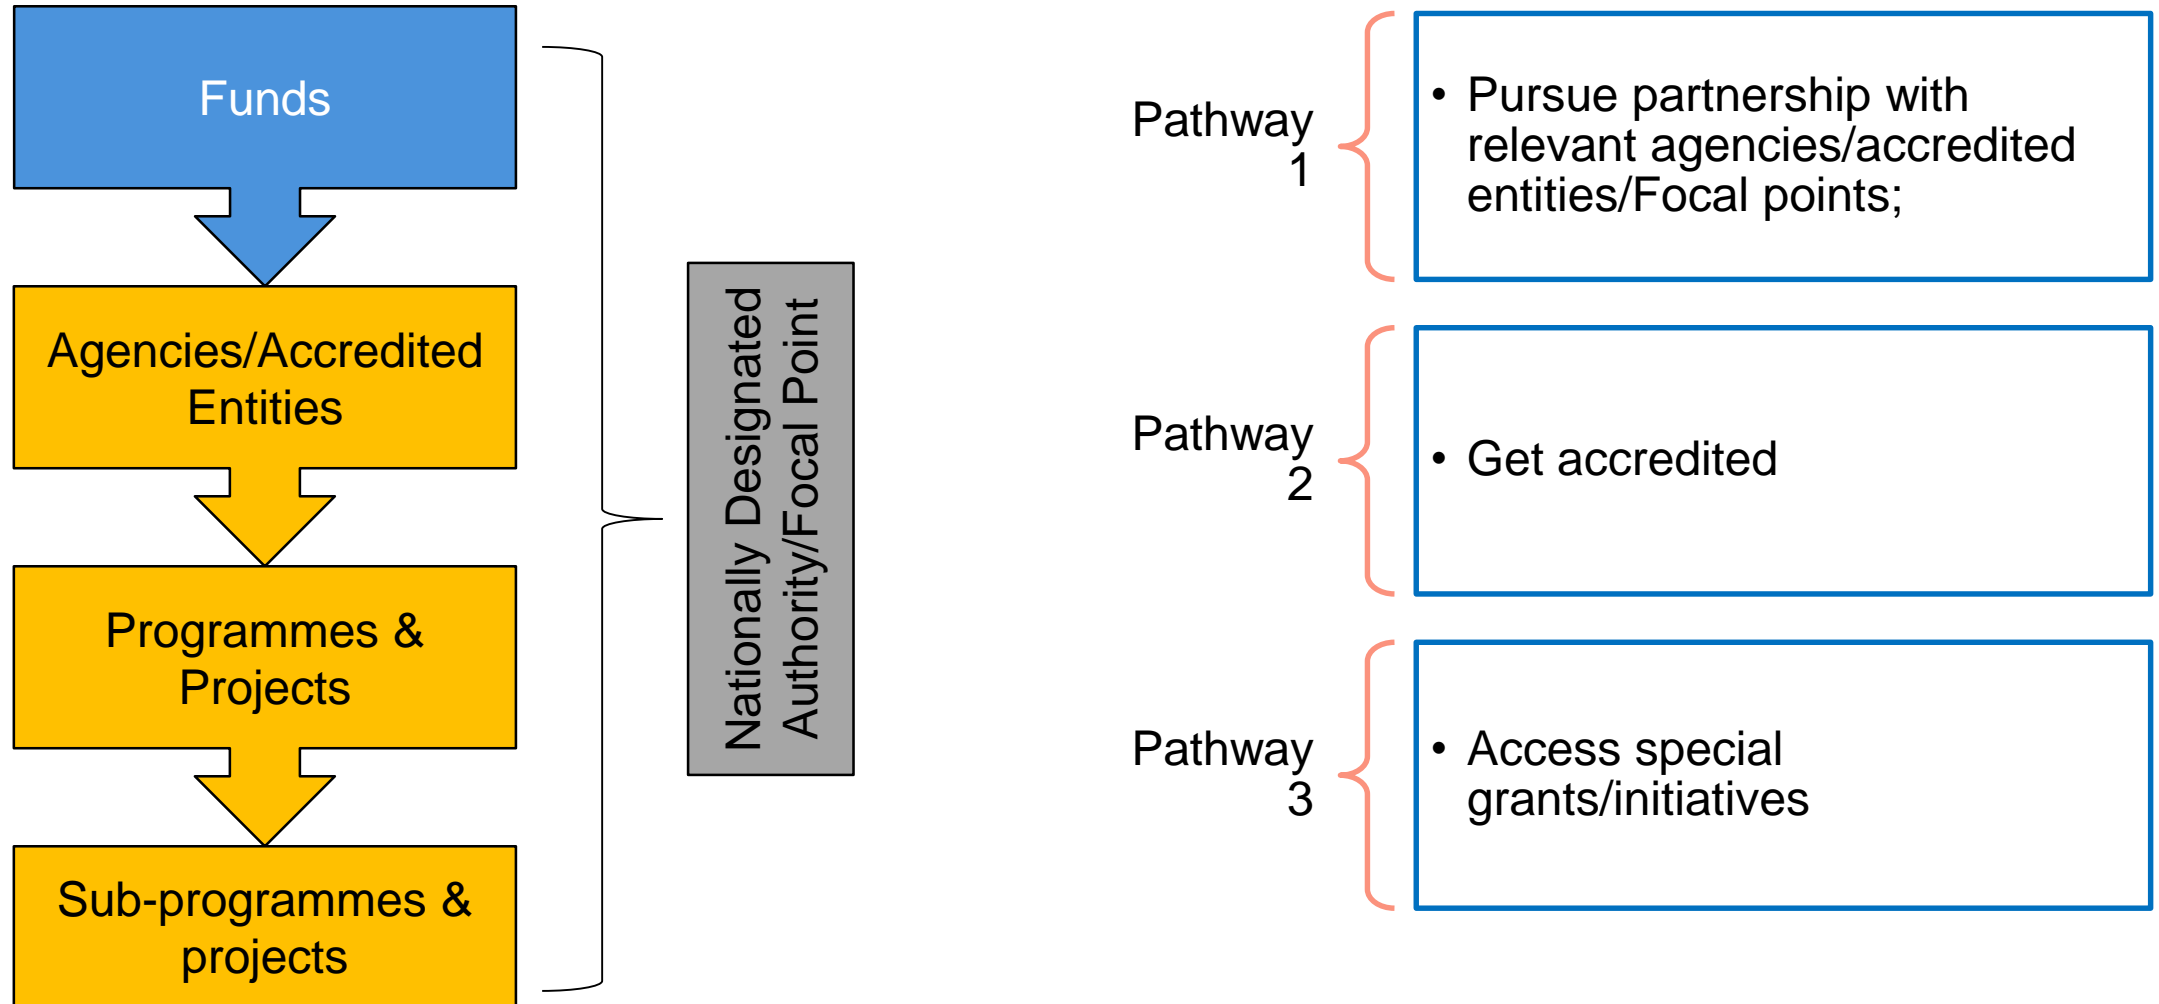 Funds
Agencies/Accredited
Entities
Programmes &
Projects
Sub-programmes &
projects
Nationally Designated
Authority/Focal Point
Pathway
1
• Pursue partnership with
relevant agencies/accredited
entities/Focal points;
Pathway
2
• Get accredited
Pathway
3
• Access special
grants/initiatives